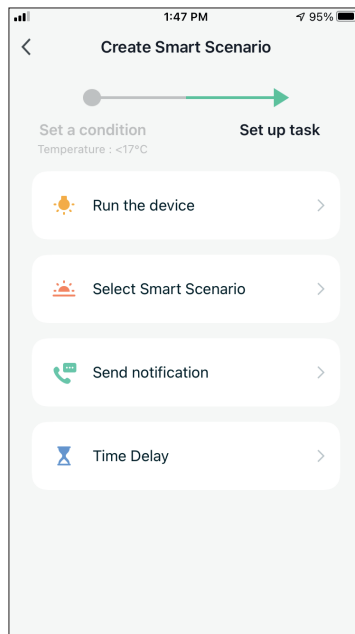 1:47 PM 95%
Create Smart Scenario
Set a condition Set up task
Temperature : <17°C
Run the device
Select Smart Scenario
Send notification
Time Delay